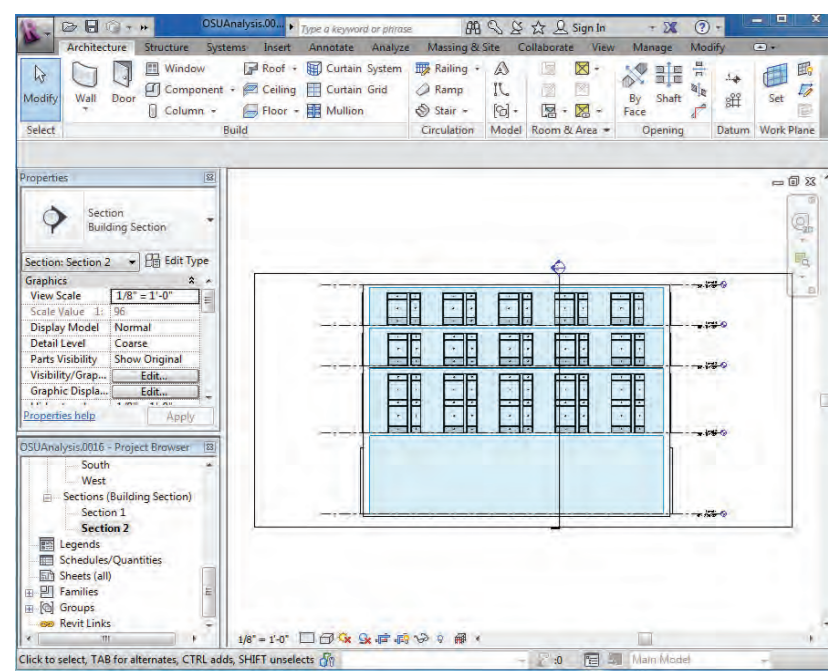 OSUAnalysis.00... Type a keyword or phrase Sign In
Architecture Structure Systems Insert Annotate Analyze Massing & Site Collaborate View Manage Modify
Modify Wall Door Window Component Column Roof Ceiling Floor Curtain System Curtain Grid Mullion Railing Ramp Stair By Face Shaft Set
Select Build Circulation Model Room & Area Opening Datum Work Plane
Properties
Section
Building Section
Section: Section 2 Edit Type
Graphics
View Scale 1/8" = 1'-0"
Scale Value 1: 96
Display Model Normal
Detail Level Coarse
Parts Visibility Show Original
Visibility/Grap... Edit...
Graphic Displa... Edit...
Properties help Apply
OSUAnalysis.0016 - Project Browser
South
West
Sections (Building Section)
Section 1
Section 2
Legends
Schedules/Quantities
Sheets (all)
Families
Groups
Revit Links
1/8" = 1'-0"
Click to select, TAB for alternates, CTRL adds, SHIFT unselects :0 Main Model